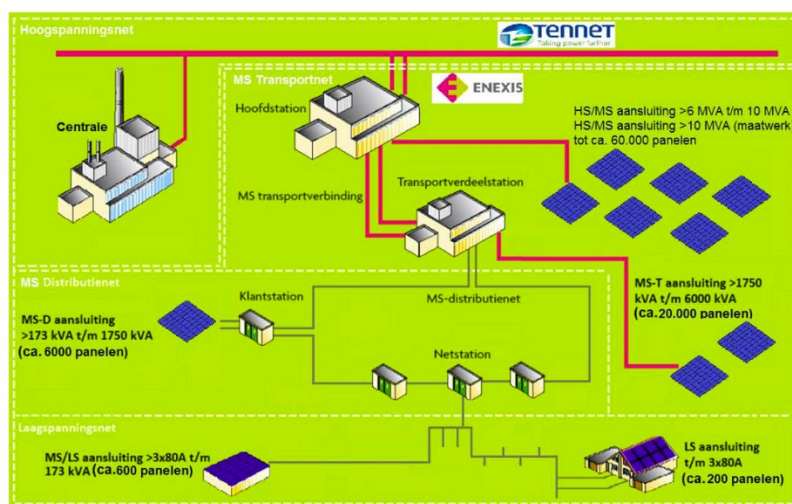 Hoogspanningsnet
TENNET
Taking power further
MS Transportnet
ENEXIS
Hoofdstation
HS/MS aansluiting >6 MVA t/m 10 MVA
HS/MS aansluiting >10 MVA (maatwerk
tot ca. 60.000 panelen
Centrale
MS transportverbinding
Transportverdeelstation
MS Distributienet
Klantstation
MS-distributienet
MS-T aansluiting >1750
kVA t/m 6000 kVA
(ca.20.000 panelen)
MS-D aansluiting
>173 kVA t/m 1750 kVA
(ca. 6000 panelen)
Netstation
Laagspanningsnet
MS/LS aansluiting >3x80A t/m
173 kVA (ca.600 panelen)
LS aansluiting
t/m 3x80A
(ca. 200 panelen)